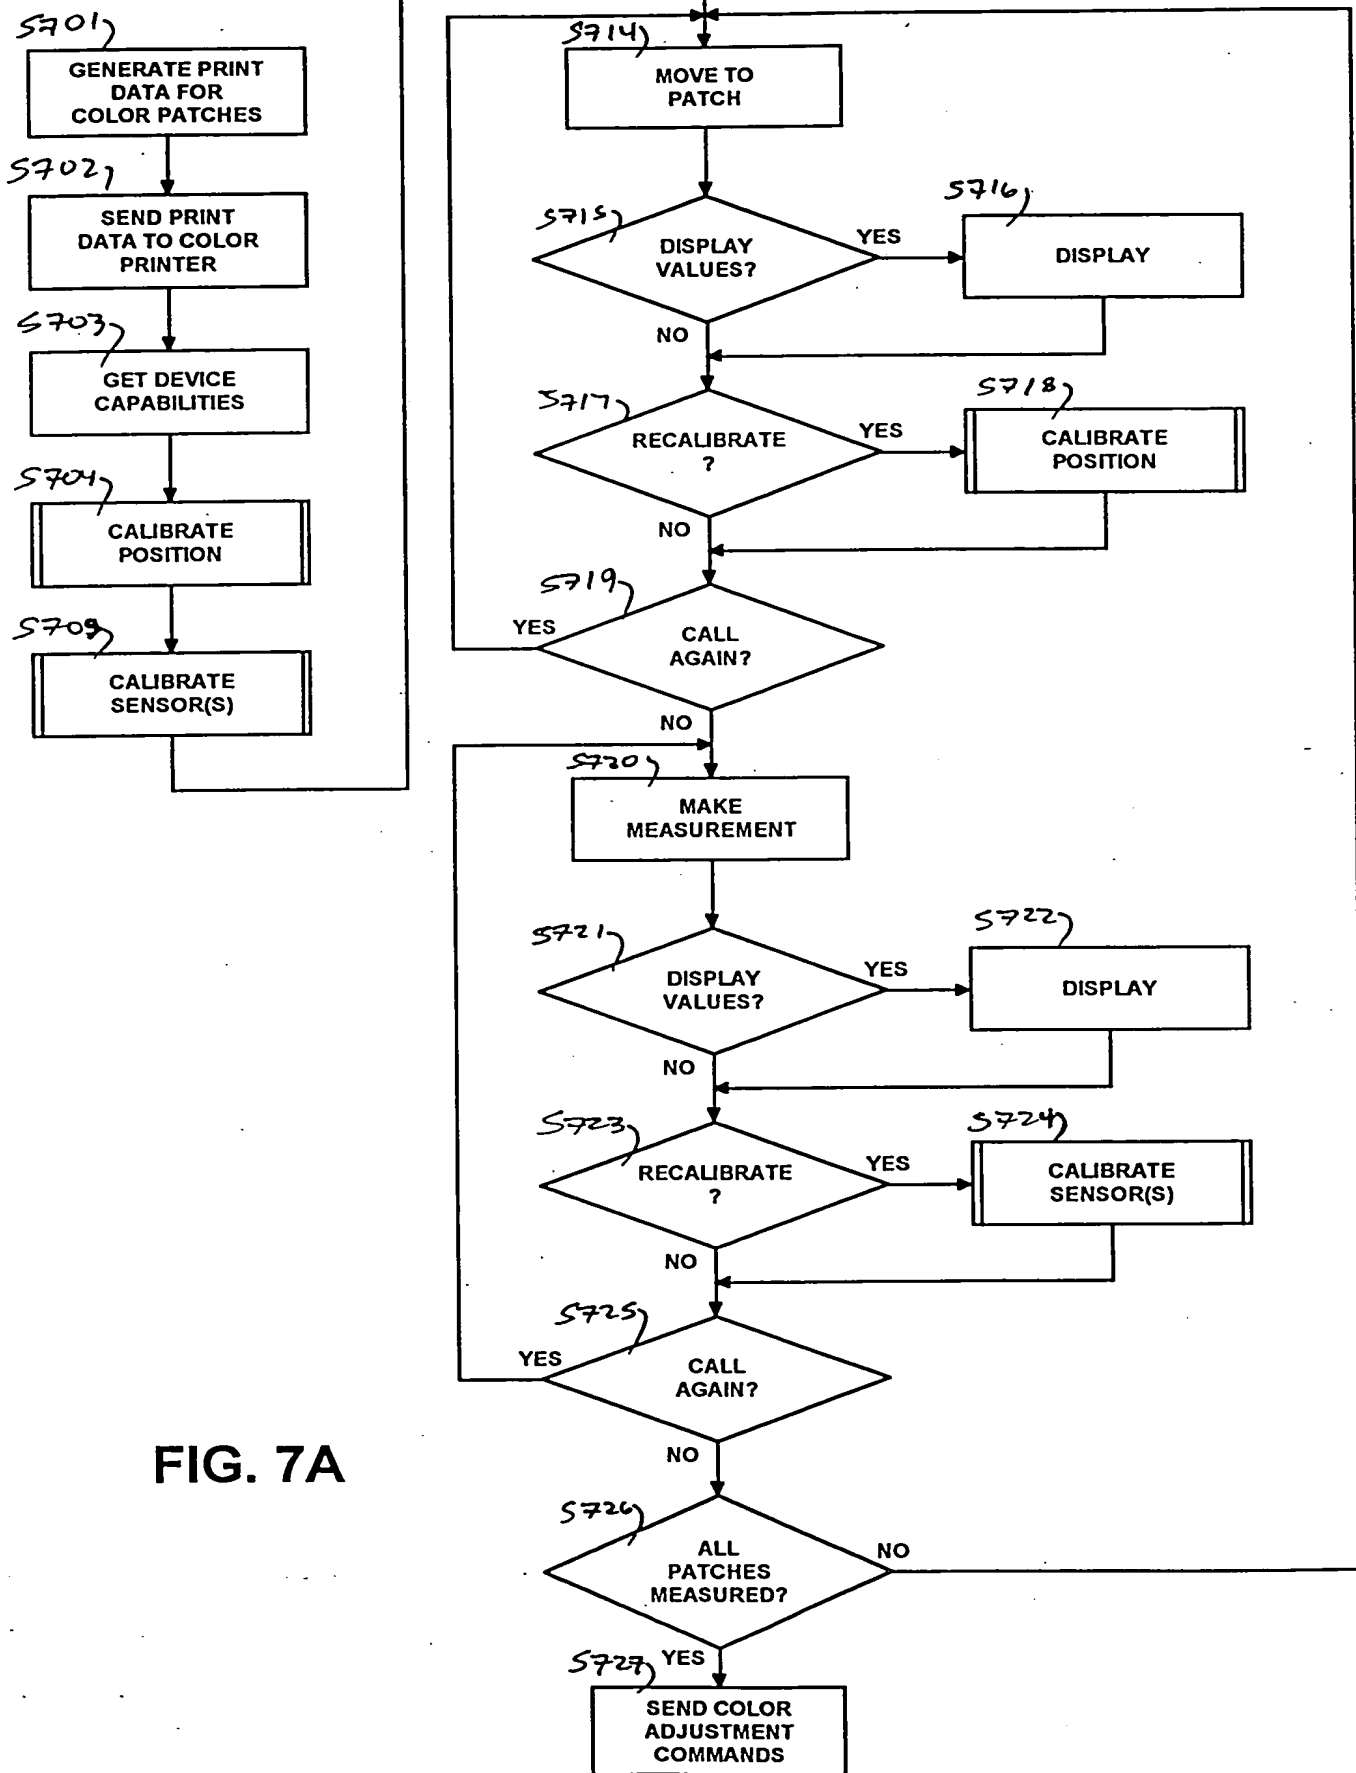 S701
GENERATE PRINT
DATA FOR
COLOR PATCHES
S702
SEND PRINT
DATA TO COLOR
PRINTER
S703
GET DEVICE
CAPABILITIES
S704
CALIBRATE
POSITION
S709
CALIBRATE
SENSOR(S)
S714
MOVE TO
PATCH
S715
DISPLAY
VALUES?
YES
NO
S716
DISPLAY
S717
RECALIBRATE
?
YES
NO
S718
CALIBRATE
POSITION
S719
CALL
AGAIN?
YES
NO
S720
MAKE
MEASUREMENT
S721
DISPLAY
VALUES?
YES
NO
S722
DISPLAY
S723
RECALIBRATE
?
YES
NO
S724
CALIBRATE
SENSOR(S)
S725
CALL
AGAIN?
YES
NO
S726
ALL
PATCHES
MEASURED?
NO
YES
S727
SEND COLOR
ADJUSTMENT
COMMANDS
FIG. 7A